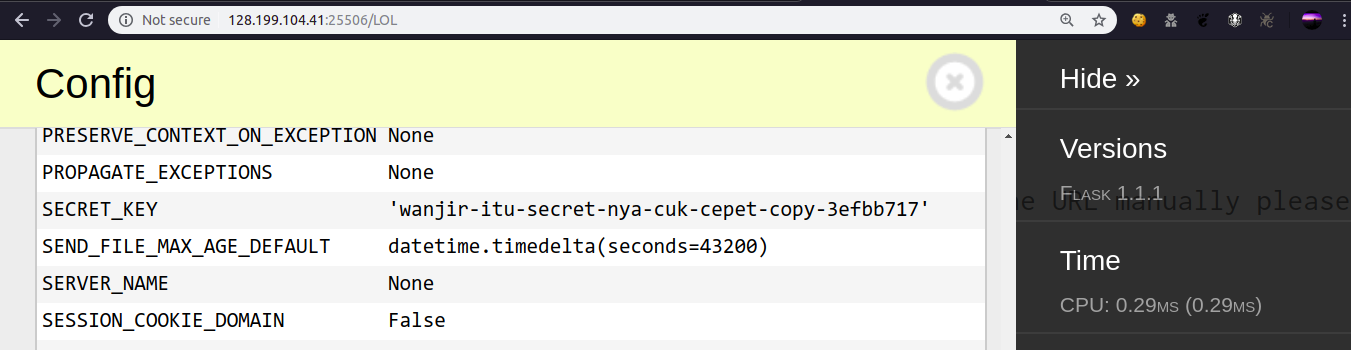 Not secure 128.199.104.41:25506/LOL
Config
PRESERVE_CONTEXT_ON_EXCEPTION None
PROPAGATE_EXCEPTIONS None
SECRET_KEY 'wanjir-itu-secret-nya-cuk-cepet-copy-3efbb717'
SEND_FILE_MAX_AGE_DEFAULT datetime.timedelta(seconds=43200)
SERVER_NAME None
SESSION_COOKIE_DOMAIN False
Hide »
Versions
Flask 1.1.1
URL manually please
Time
CPU: 0.29ms (0.29ms)